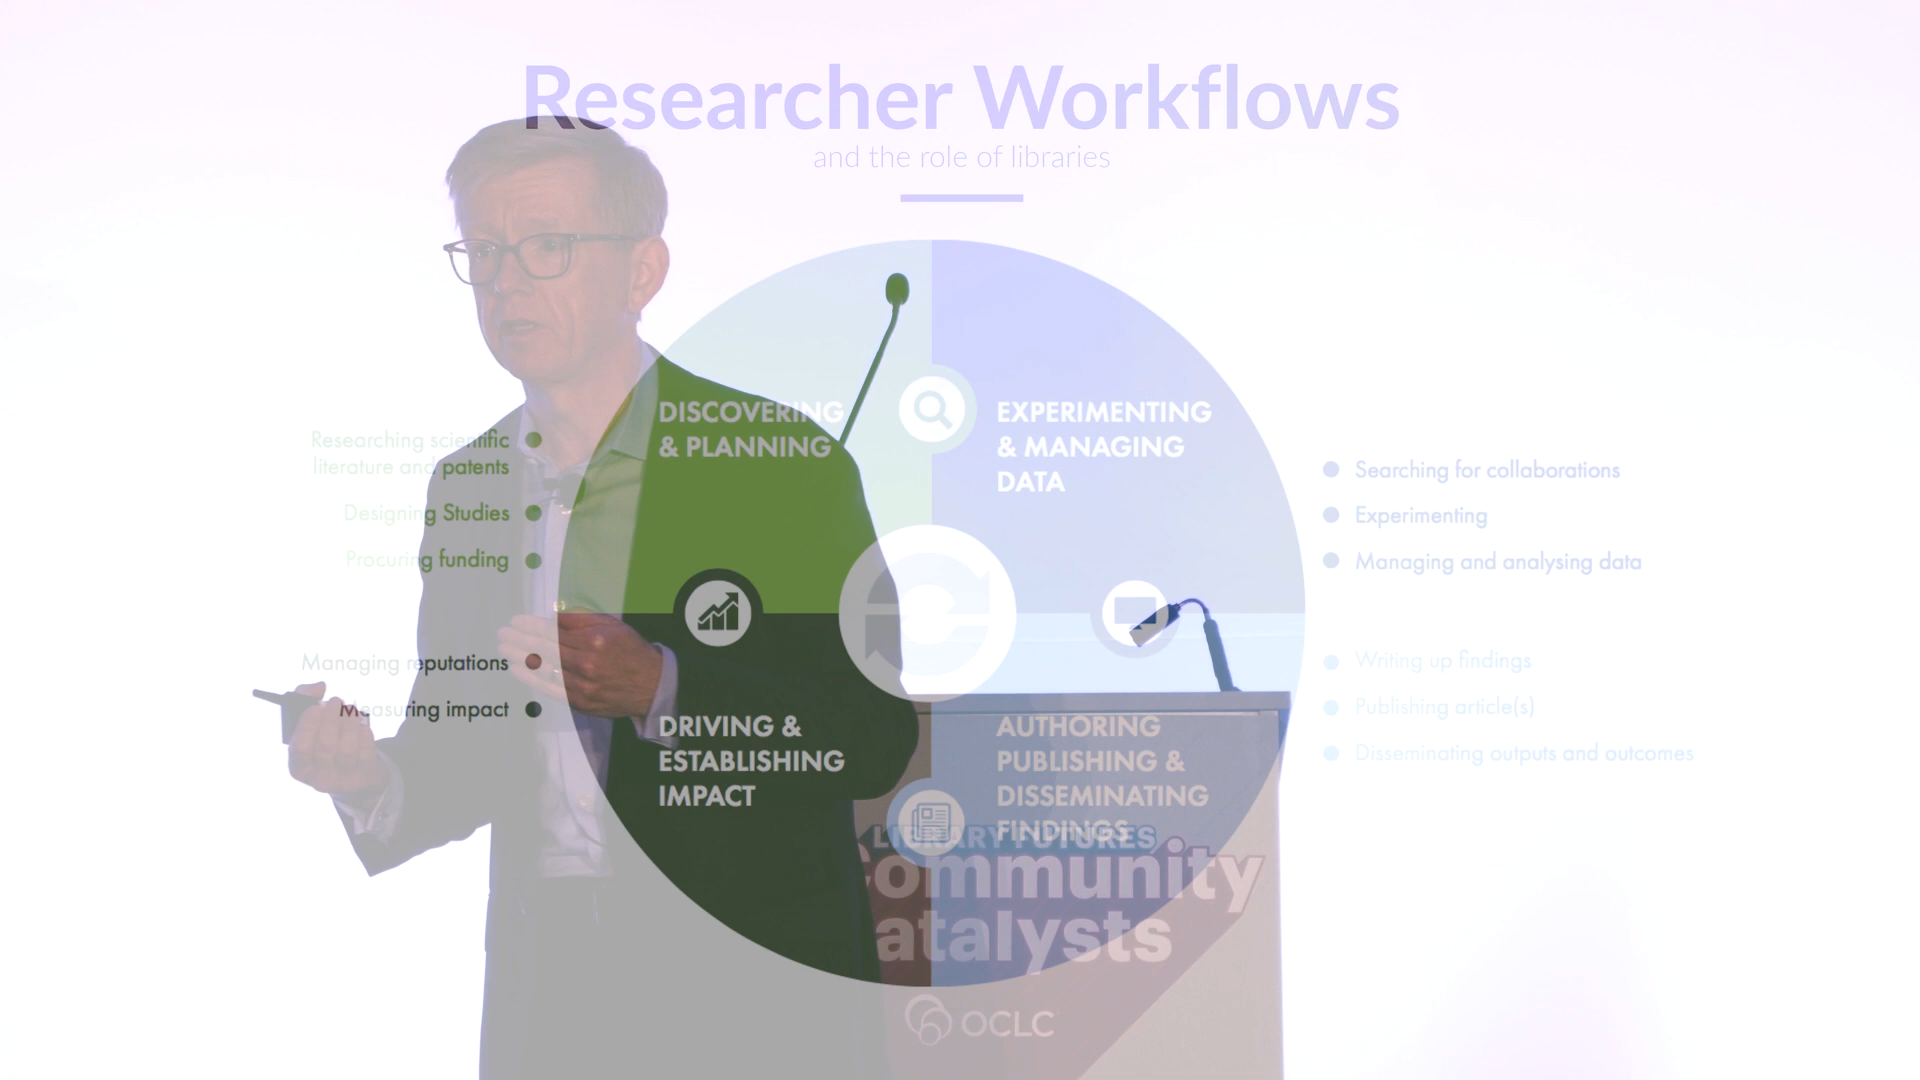 Researcher Workflows
and the role of libraries
DISCOVERING
& PLANNING
EXPERIMENTING
& MANAGING
DATA
Researching scientific
literature and patents
Designing Studies
Procuring funding
Searching for collaborations
Experimenting
Managing and analysing data
Managing reputations
Measuring impact
Writing up findings
Publishing article(s)
Disseminating outputs and outcomes
DRIVING &
ESTABLISHING
IMPACT
AUTHORING
PUBLISHING &
DISSEMINATING
FINDINGS
LIBRARY FUTURES
Community
Catalysts
OCLC